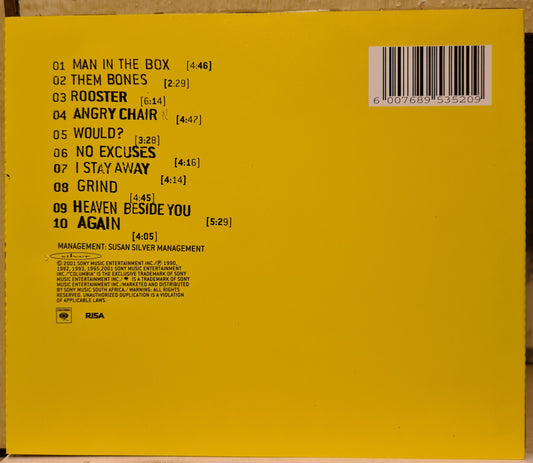 01 MAN IN THE BOX [4:46]
02 THEM BONES [2:29]
03 ROOSTER [6:14]
04 ANGRY CHAIR [4:47]
05 WOULD? [3:28]
06 NO EXCUSES [4:16]
07 I STAY AWAY [4:14]
08 GRIND [4:45]
09 HEAVEN BESIDE YOU [5:29]
10 AGAIN [4:05]
MANAGEMENT: SUSAN SILVER MANAGEMENT
silver
© 2001 SONY MUSIC ENTERTAINMENT INC./℗ 1990,
1992, 1993, 1995,2001 SONY MUSIC ENTERTAINMENT
INC./"COLUMBIA" IS THE EXCLUSIVE TRADEMARK OF SONY
MUSIC ENTERTAINMENT INC./ IS A TRADEMARK OF SONY
MUSIC ENTERTAINMENT INC./MARKETED AND DISTRIBUTED
BY SONY MUSIC SOUTH AFRICA./ WARNING: ALL RIGHTS
RESERVED. UNAUTHORIZED DUPLICATION IS A VIOLATION
OF APPLICABLE LAWS.
COLUMBIA
RISA
6 007689 535209